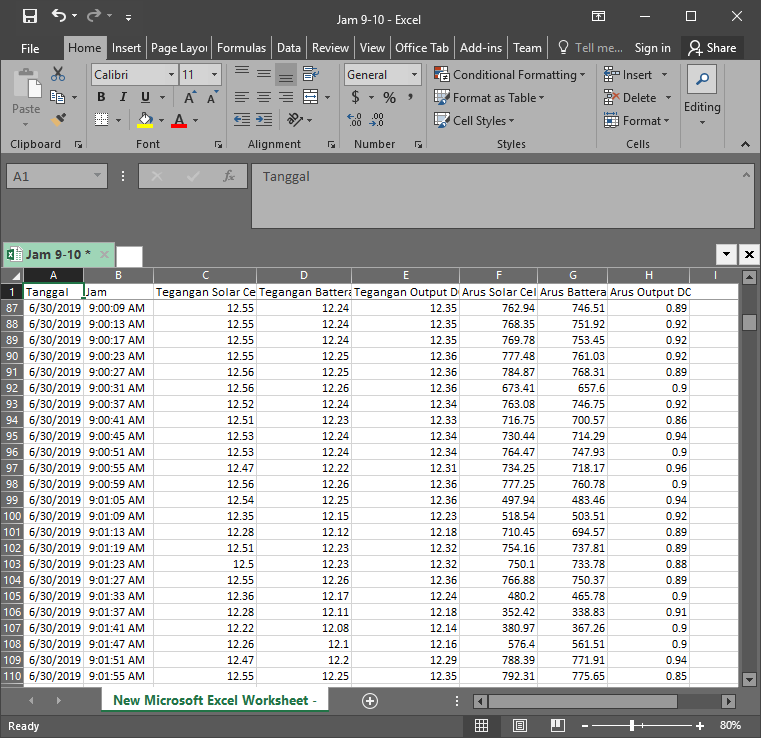 Jam 9-10 - Excel
File Home Insert Page Layou Formulas Data Review View Office Tab Add-ins Team Tell me... Sign in Share
Paste Calibri 11 General Conditional Formatting Insert
B I U A A $ % , Format as Table Delete Editing
A .00 .00 Cell Styles Format
Clipboard Font Alignment Number Styles Cells
A1 fx Tanggal
Jam 9-10 *
A B C D E F G H I
1 Tanggal Jam Tegangan Solar Ce Tegangan Battera Tegangan Output D Arus Solar Cel Arus Battera Arus Output DC
87 6/30/2019 9:00:09 AM 12.55 12.24 12.35 762.94 746.51 0.89
88 6/30/2019 9:00:13 AM 12.55 12.24 12.35 768.35 751.92 0.92
89 6/30/2019 9:00:17 AM 12.55 12.24 12.35 769.78 753.45 0.92
90 6/30/2019 9:00:23 AM 12.55 12.25 12.36 777.48 761.03 0.92
91 6/30/2019 9:00:27 AM 12.56 12.25 12.36 784.87 768.31 0.89
92 6/30/2019 9:00:31 AM 12.56 12.26 12.36 673.41 657.6 0.9
93 6/30/2019 9:00:37 AM 12.52 12.24 12.34 763.08 746.75 0.92
94 6/30/2019 9:00:41 AM 12.51 12.23 12.33 716.75 700.57 0.86
95 6/30/2019 9:00:45 AM 12.53 12.24 12.34 730.44 714.29 0.94
96 6/30/2019 9:00:51 AM 12.53 12.24 12.34 764.47 747.93 0.9
97 6/30/2019 9:00:55 AM 12.47 12.22 12.31 734.25 718.17 0.96
98 6/30/2019 9:00:59 AM 12.56 12.26 12.36 777.25 760.78 0.9
99 6/30/2019 9:01:05 AM 12.54 12.25 12.36 497.94 483.46 0.94
100 6/30/2019 9:01:09 AM 12.35 12.15 12.23 518.54 503.51 0.92
101 6/30/2019 9:01:13 AM 12.28 12.12 12.18 710.45 694.57 0.89
102 6/30/2019 9:01:19 AM 12.51 12.23 12.32 754.16 737.81 0.89
103 6/30/2019 9:01:23 AM 12.5 12.23 12.32 750.1 733.78 0.88
104 6/30/2019 9:01:27 AM 12.55 12.26 12.36 766.88 750.37 0.89
105 6/30/2019 9:01:33 AM 12.36 12.17 12.24 480.2 465.78 0.9
106 6/30/2019 9:01:37 AM 12.28 12.11 12.18 352.42 338.83 0.91
107 6/30/2019 9:01:41 AM 12.22 12.08 12.14 380.97 367.26 0.9
108 6/30/2019 9:01:47 AM 12.26 12.1 12.16 576.4 561.51 0.9
109 6/30/2019 9:01:51 AM 12.47 12.2 12.29 788.39 771.91 0.94
110 6/30/2019 9:01:55 AM 12.55 12.25 12.35 792.31 775.65 0.85
New Microsoft Excel Worksheet -
Ready 80%